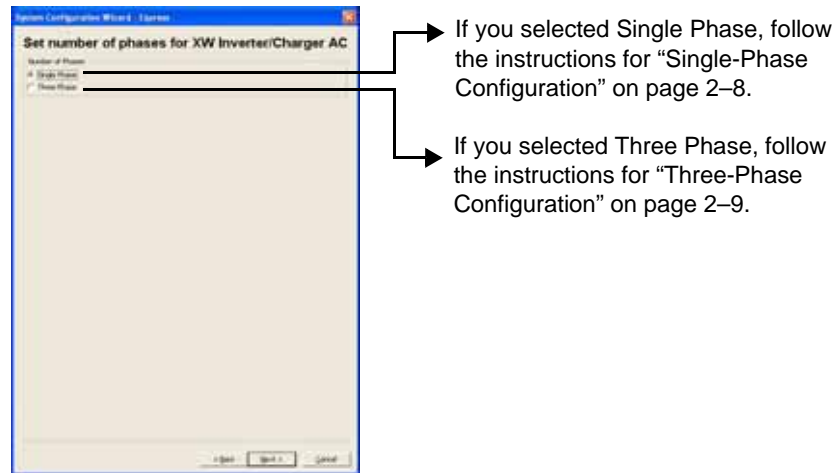 System Configuration Wizard - Express
Set number of phases for XW Inverter/Charger AC
Number of Phases
Single Phase
Three Phase
If you selected Single Phase, follow
the instructions for “Single-Phase
Configuration” on page 2–8.
If you selected Three Phase, follow
the instructions for “Three-Phase
Configuration” on page 2–9.
< Back
Next >
Cancel